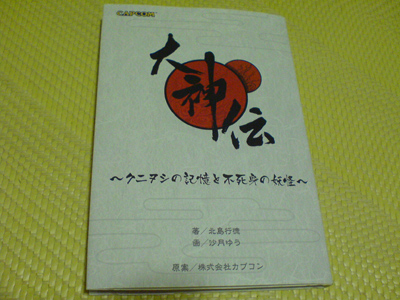 CAPCOM
大神伝
～クニヌシの記憶と不死身の妖怪～
著／北島行徳
画／沙月ゆう
原案／株式会社カプコン